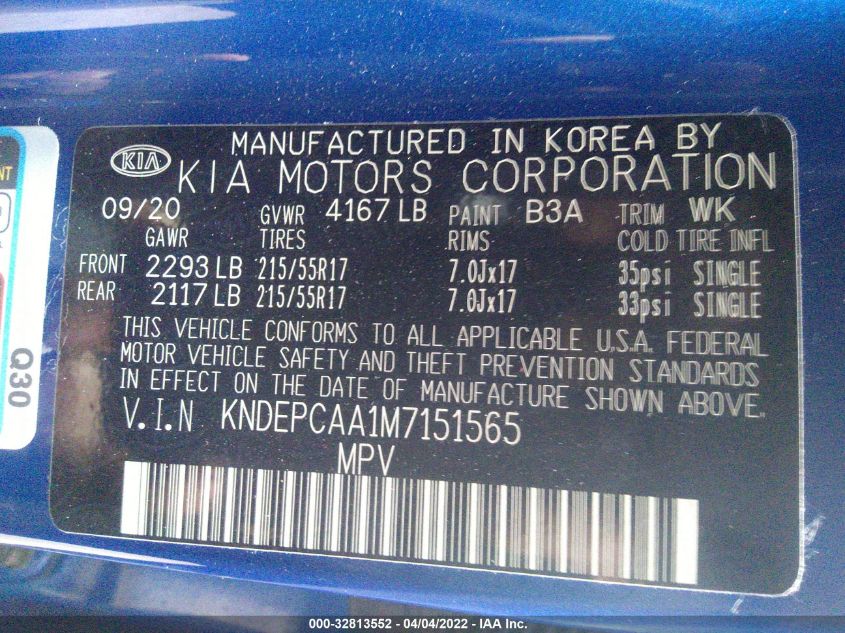 MANUFACTURED IN KOREA BY
KIA KIA MOTORS CORPORATION
09/20 GVWR 4167 LB PAINT B3A TRIM WK
GAWR TIRES RIMS COLD TIRE INFL
FRONT 2293 LB 215/55R17 7.0Jx17 35psi SINGLE
REAR 2117 LB 215/55R17 7.0Jx17 33psi SINGLE
THIS VEHICLE CONFORMS TO ALL APPLICABLE U.S.A. FEDERAL
MOTOR VEHICLE SAFETY AND THEFT PREVENTION STANDARDS
IN EFFECT ON THE DATE OF MANUFACTURE SHOWN ABOVE.
V.I.N KNDEPCAA1M7151565
MPV
Q30
000-32813552 - 04/04/2022 - IAA Inc.